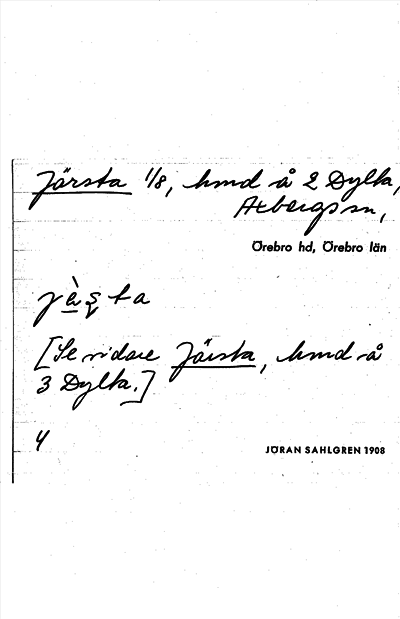 Järsta 1/8, hmd å 2 Dylta,
Axbergs sn,
Örebro hd, Örebro län
jèṣta
[Se vidare Järsta, hmd å
3 Dylta.]
4
JÖRAN SAHLGREN 1908